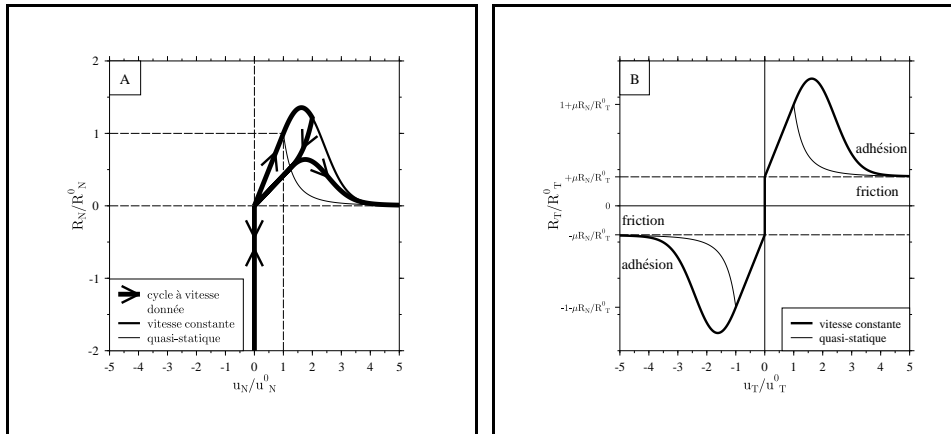 A
2
1
0
-1
-2
R_N/R^0_N
cycle à vitesse
donnée
vitesse constante
quasi-statique
-5 -4 -3 -2 -1 0 1 2 3 4 5
u_N/u^0_N
B
1+μR_N/R^0_T
+μR_N/R^0_T
0
-μR_N/R^0_T
-1-μR_N/R^0_T
R_T/R^0_T
adhésion
friction
friction
adhésion
vitesse constante
quasi-statique
-5 -4 -3 -2 -1 0 1 2 3 4 5
u_T/u^0_T